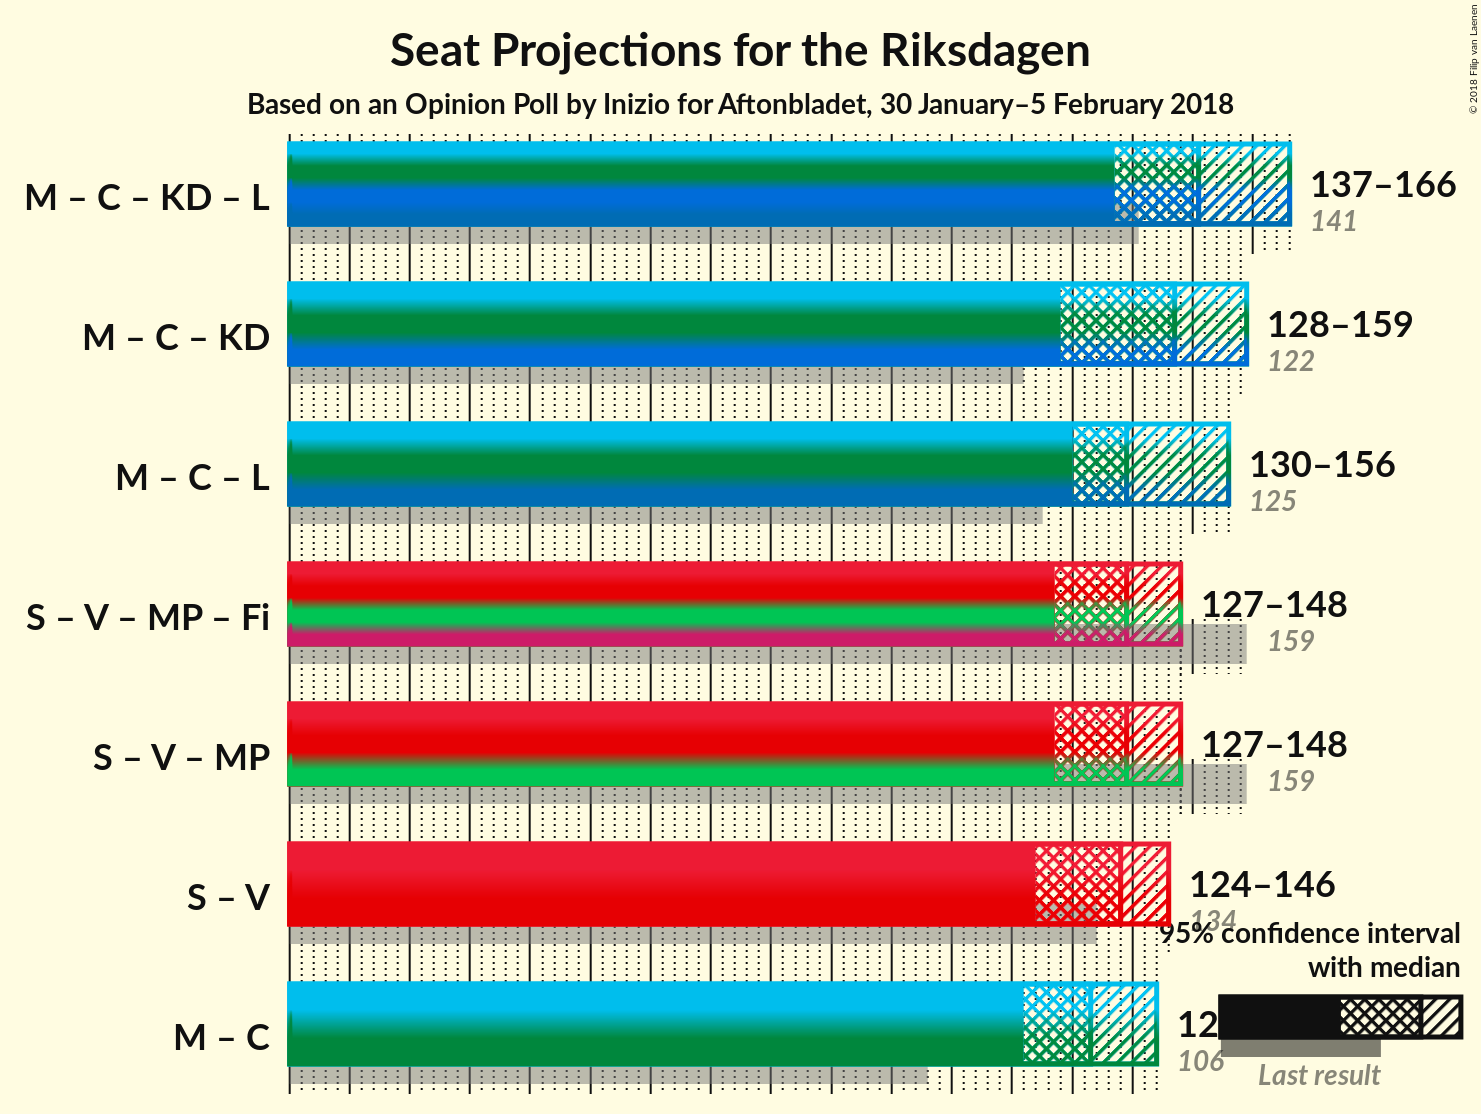 Seat Projections for the Riksdagen
Based on an Opinion Poll by Inizio for Aftonbladet, 30 January–5 February 2018
© 2018 Filip van Laenen
M – C – KD – L
137–166
141
M – C – KD
128–159
122
M – C – L
130–156
125
S – V – MP – Fi
127–148
159
S – V – MP
127–148
159
S – V
124–146
134
95% confidence interval
with median
M – C
12
106
Last result